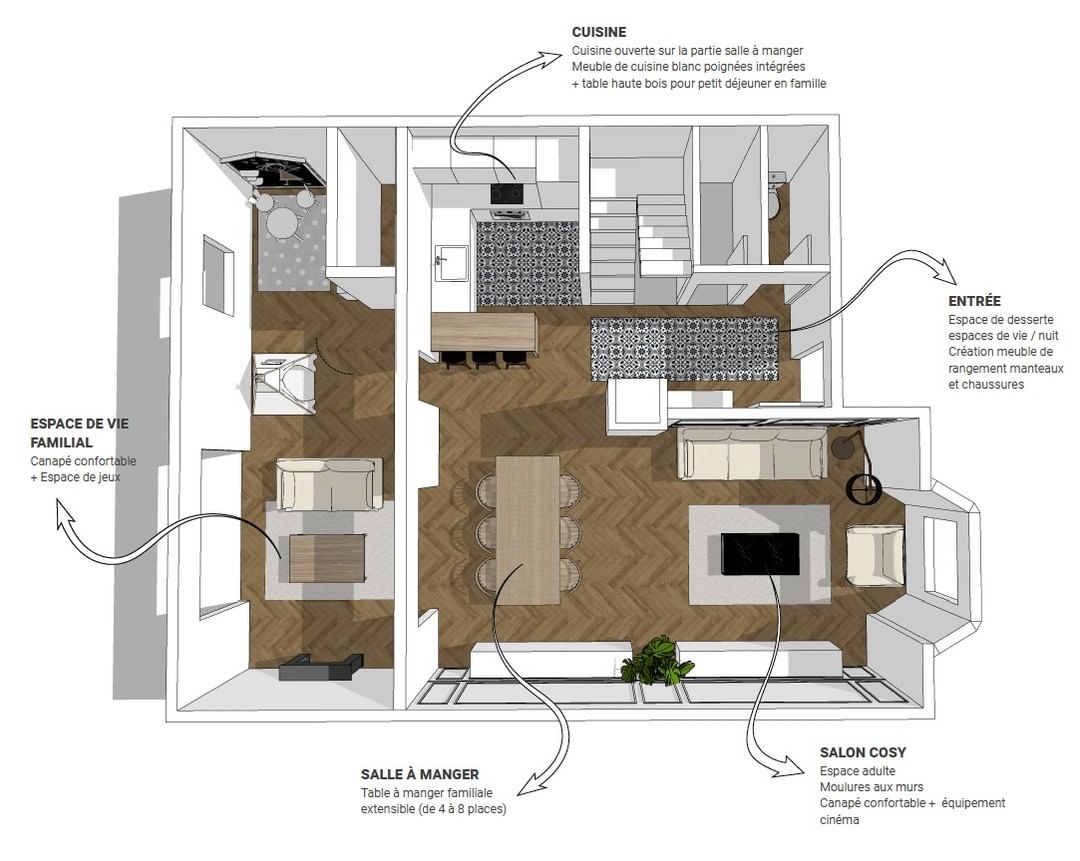 CUISINE
Cuisine ouverte sur la partie salle à manger
Meuble de cuisine blanc poignées intégrées
+ table haute bois pour petit déjeuner en famille
ENTRÉE
Espace de desserte
espaces de vie / nuit
Création meuble de
rangement manteaux
et chaussures
ESPACE DE VIE
FAMILIAL
Canapé confortable
+ Espace de jeux
SALLE À MANGER
Table à manger familiale
extensible (de 4 à 8 places)
SALON COSY
Espace adulte
Moulures aux murs
Canapé confortable + équipement
cinéma